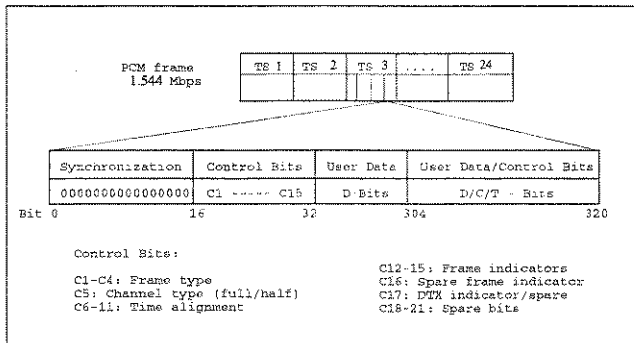 PCM frame
1.544 Mbps
TS 1 TS 2 TS 3 .... TS 24
Synchronization Control Bits User Data User Data/Control Bits
0000000000000000 C1 ----- C15 D-Bits D/C/T - Bits
Bit 0 16 32 304 320
Control Bits:
C1-C4: Frame type
C5: Channel type (full/half)
C6-11: Time alignment
C12-15: Frame indicators
C16: Spare frame indicator
C17: DTX indicator/spare
C18-21: Spare bits